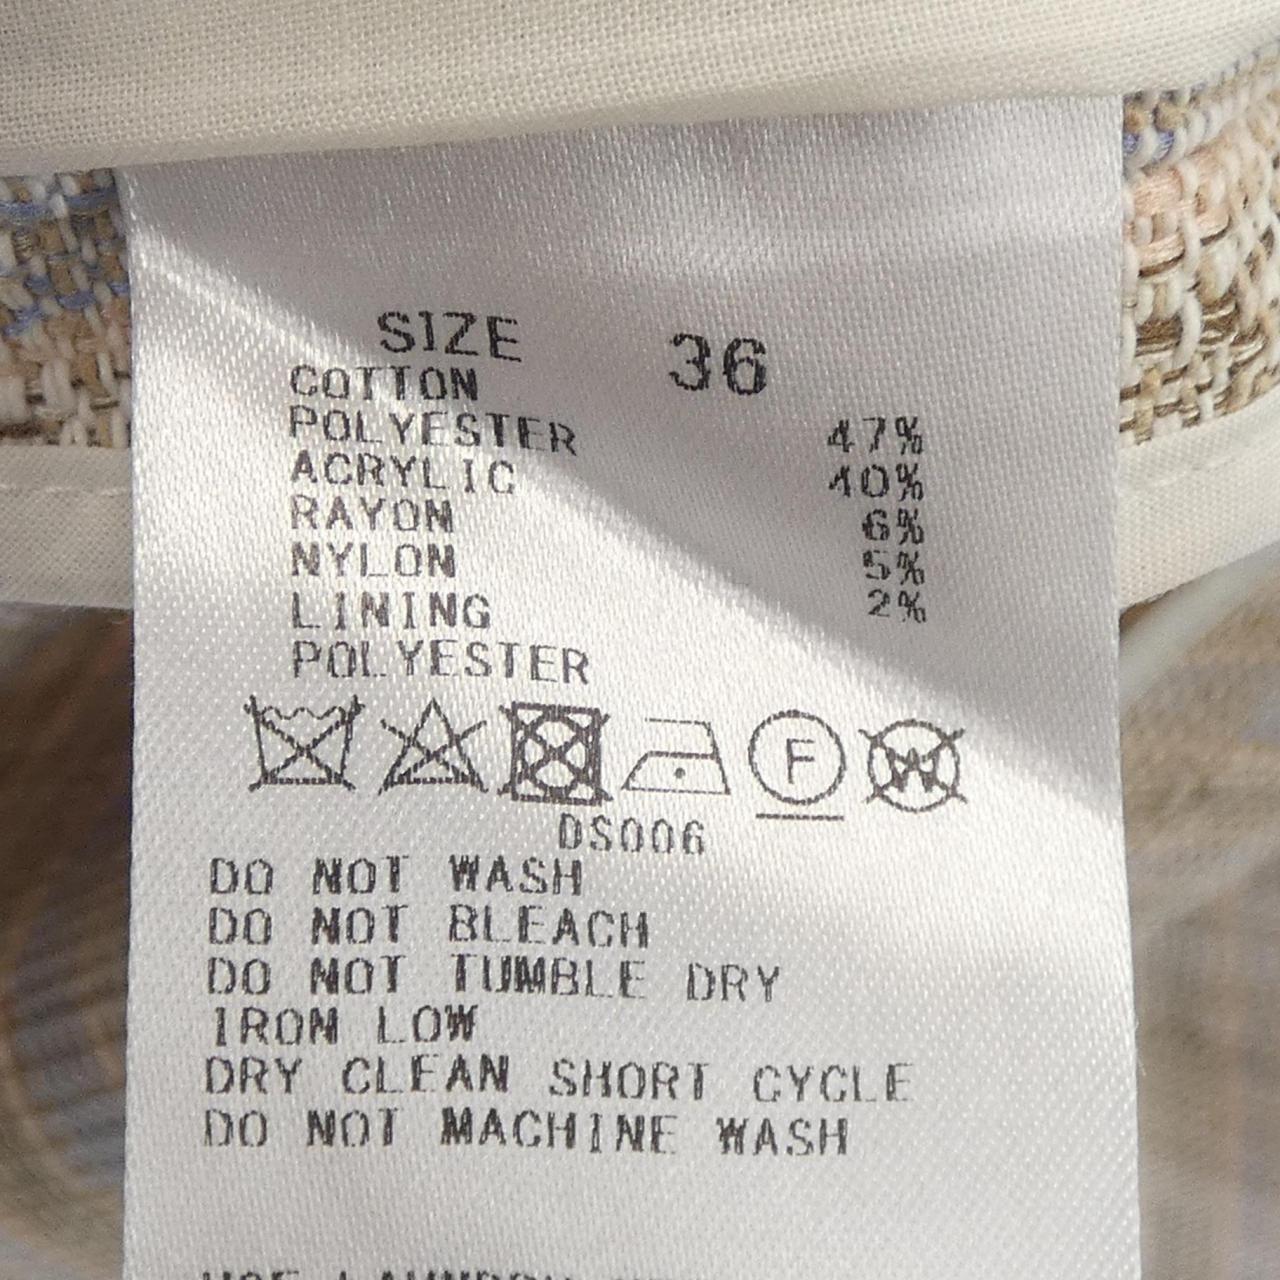 SIZE 36
COTTON 47%
POLYESTER 40%
ACRYLIC 6%
RAYON 5%
NYLON 2%
LINING
POLYESTER
F W
DS006
DO NOT WASH
DO NOT BLEACH
DO NOT TUMBLE DRY
IRON LOW
DRY CLEAN SHORT CYCLE
DO NOT MACHINE WASH